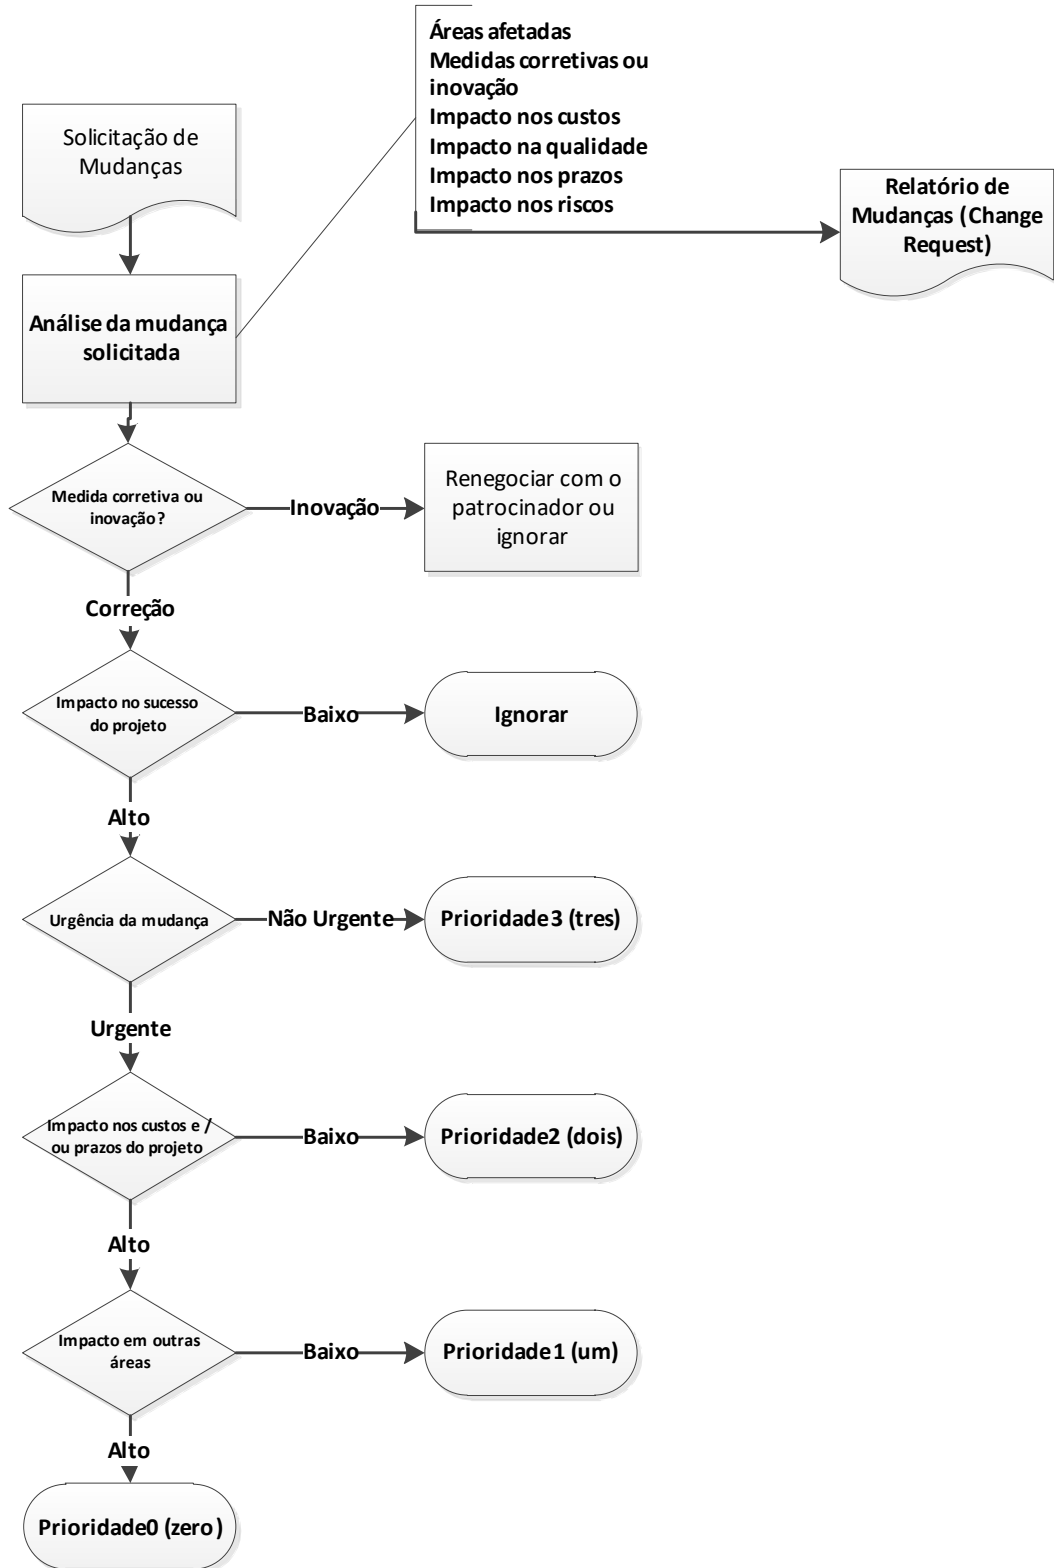 Áreas afetadas
Medidas corretivas ou
inovação
Impacto nos custos
Impacto na qualidade
Impacto nos prazos
Impacto nos riscos
Solicitação de
Mudanças
Relatório de
Mudanças (Change
Request)
Análise da mudança
solicitada
Medida corretiva ou
inovação?
Inovação
Renegociar com o
patrocinador ou
ignorar
Correção
Impacto no sucesso
do projeto
Baixo
Ignorar
Alto
Urgência da mudança
Não Urgente
Prioridade 3 (tres)
Urgente
Impacto nos custos e /
ou prazos do projeto
Baixo
Prioridade 2 (dois)
Alto
Impacto em outras
áreas
Baixo
Prioridade 1 (um)
Alto
Prioridade 0 (zero)